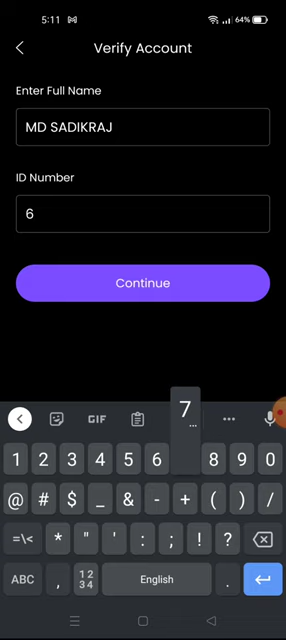 5:11 64%
Verify Account
Enter Full Name
MD SADIKRAJ
ID Number
6
Continue
7
...
GIF
1 2 3 4 5 6 8 9 0
@ # $ _ & - + ( ) /
=\< * " ' : ; ! ?
ABC , 12 English .
34